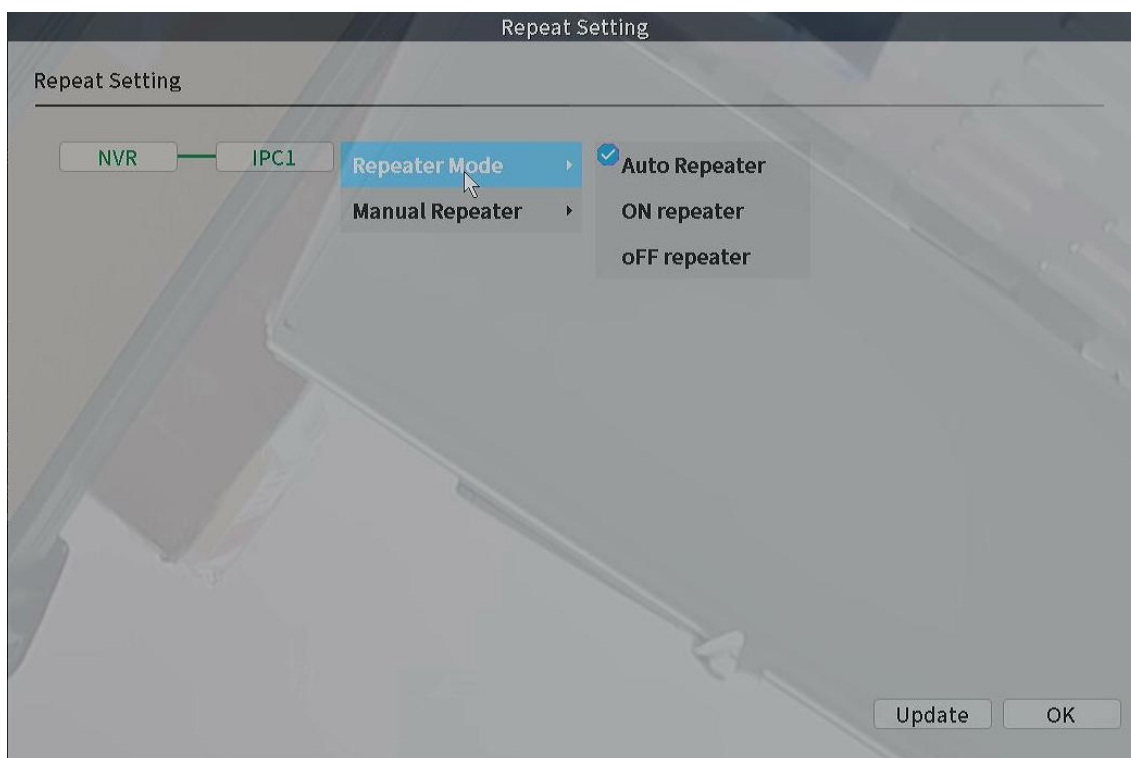 Repeat Setting
Repeat Setting
NVR IPC1 Repeater Mode Auto Repeater
Manual Repeater ON repeater
oFF repeater
Update OK